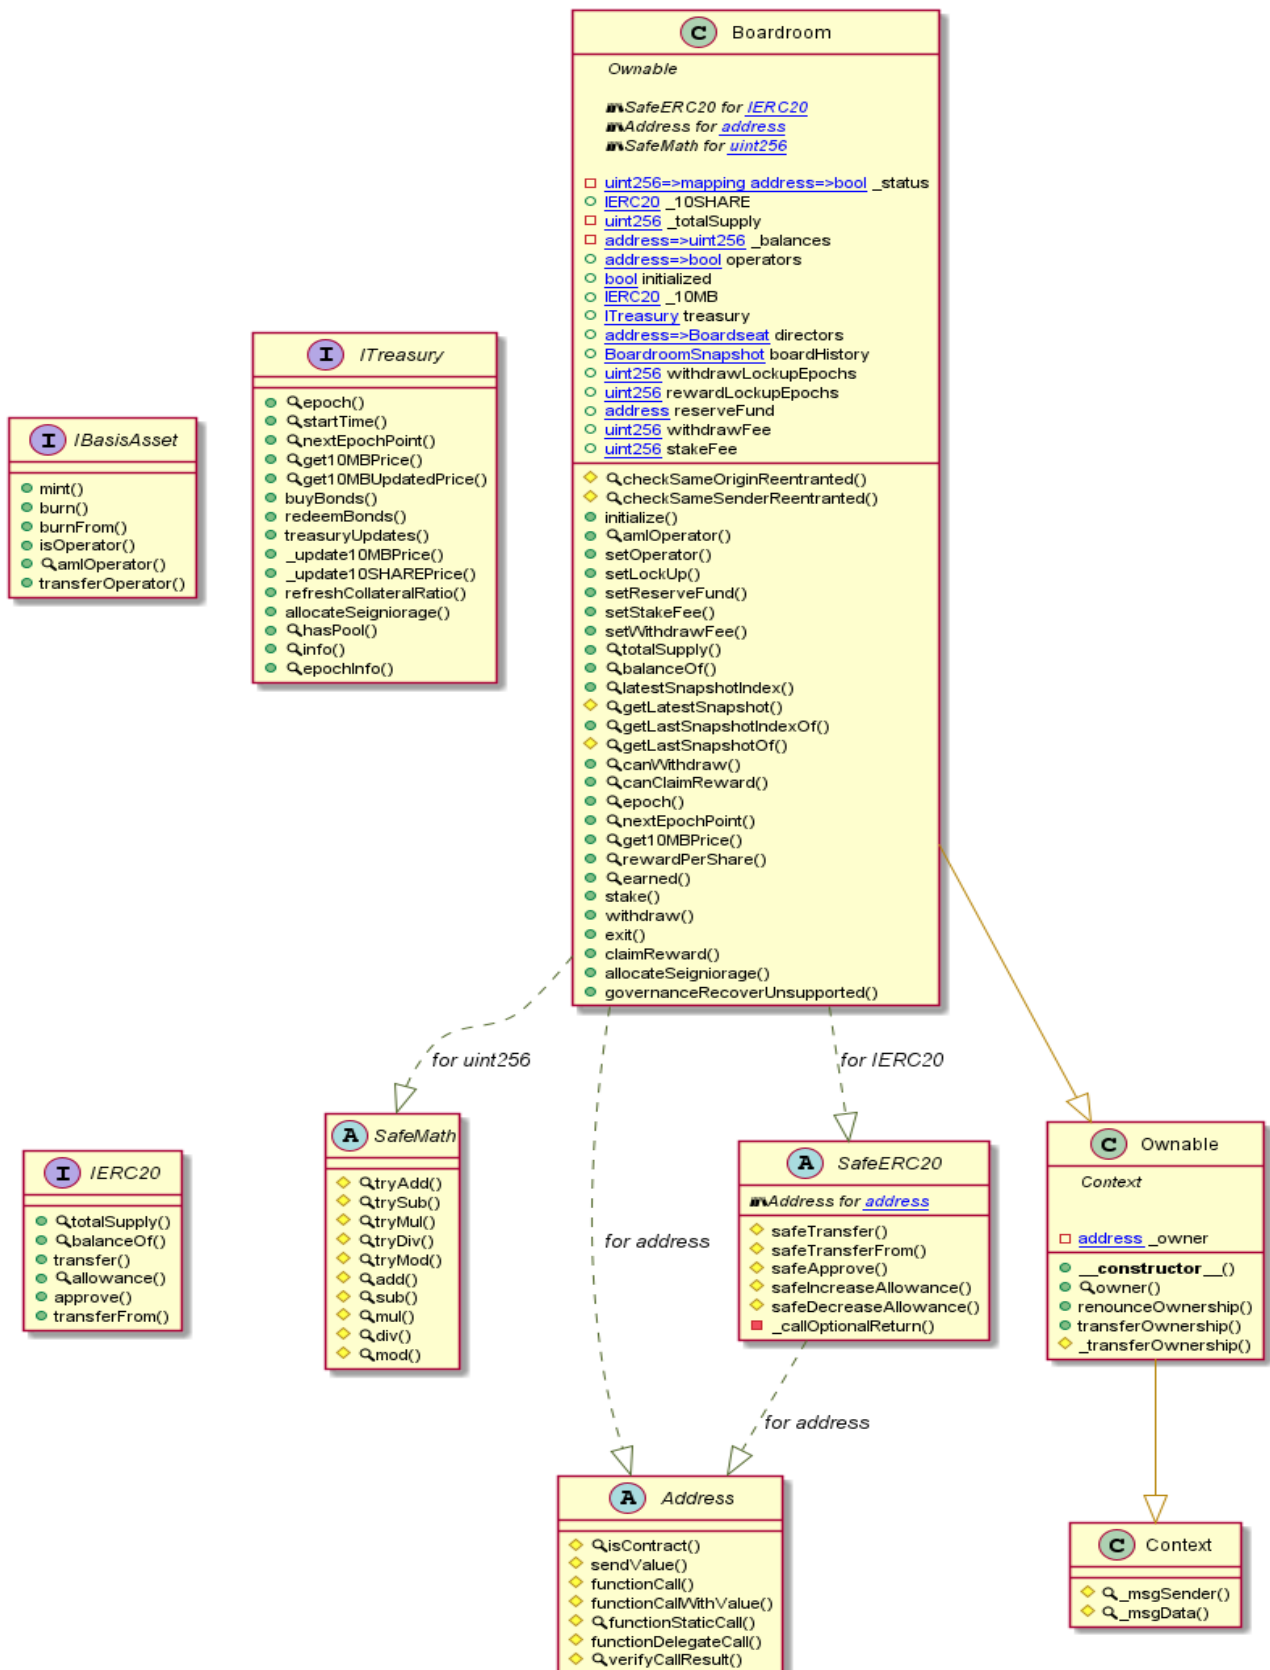 C Boardroom
Ownable
SafeERC20 for IERC20
Address for address
SafeMath for uint256
uint256=>mapping address=>bool _status
IERC20 _10SHARE
uint256 _totalSupply
address=>uint256 _balances
address=>bool operators
bool initialized
IERC20 _10MB
ITreasury treasury
address=>Boardseat directors
BoardroomSnapshot boardHistory
uint256 withdrawLockupEpochs
uint256 rewardLockupEpochs
address reserveFund
uint256 withdrawFee
uint256 stakeFee
checkSameOriginReentranted()
checkSameSenderReentranted()
initialize()
amIOperator()
setOperator()
setLockUp()
setReserveFund()
setStakeFee()
setWithdrawFee()
totalSupply()
balanceOf()
latestSnapshotIndex()
getLatestSnapshot()
getLastSnapshotIndexOf()
getLastSnapshotOf()
canWithdraw()
canClaimReward()
epoch()
nextEpochPoint()
get10MBPrice()
rewardPerShare()
earned()
stake()
withdraw()
exit()
claimReward()
allocateSeigniorage()
governanceRecoverUnsupported()
I ITreasury
epoch()
startTime()
nextEpochPoint()
get10MBPrice()
get10MBUpdatedPrice()
buyBonds()
redeemBonds()
treasuryUpdates()
_update10MBPrice()
_update10SHAREPrice()
refreshCollateralRatio()
allocateSeigniorage()
hasPool()
info()
epochInfo()
I IBasisAsset
mint()
burn()
burnFrom()
isOperator()
amIOperator()
transferOperator()
for uint256
for IERC20
for address
for address
A SafeMath
tryAdd()
trySub()
tryMul()
tryDiv()
tryMod()
add()
sub()
mul()
div()
mod()
I IERC20
totalSupply()
balanceOf()
transfer()
allowance()
approve()
transferFrom()
A SafeERC20
Address for address
safeTransfer()
safeTransferFrom()
safeApprove()
safeIncreaseAllowance()
safeDecreaseAllowance()
_callOptionalReturn()
C Ownable
Context
address _owner
__constructor__()
owner()
renounceOwnership()
transferOwnership()
_transferOwnership()
A Address
isContract()
sendValue()
functionCall()
functionCallWithValue()
functionStaticCall()
functionDelegateCall()
verifyCallResult()
C Context
_msgSender()
_msgData()